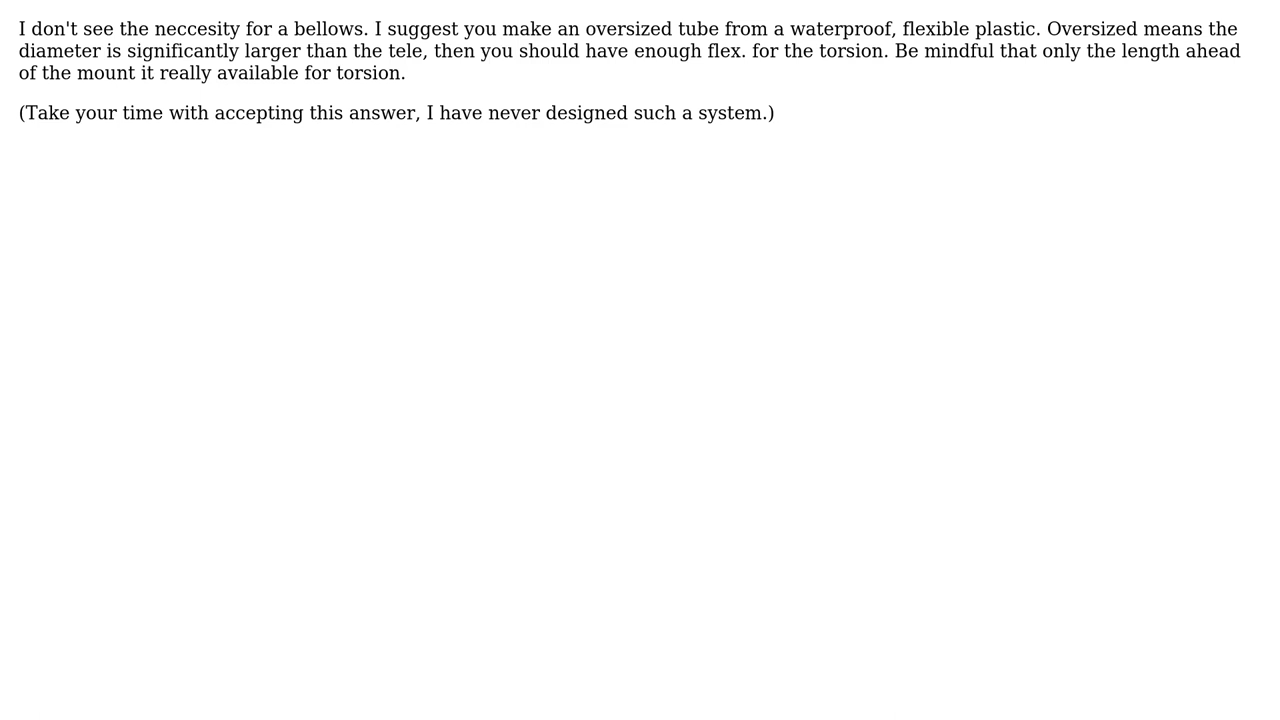 I don't see the neccesity for a bellows. I suggest you make an oversized tube from a waterproof, flexible plastic. Oversized means the
diameter is significantly larger than the tele, then you should have enough flex. for the torsion. Be mindful that only the length ahead
of the mount it really available for torsion.
(Take your time with accepting this answer, I have never designed such a system.)